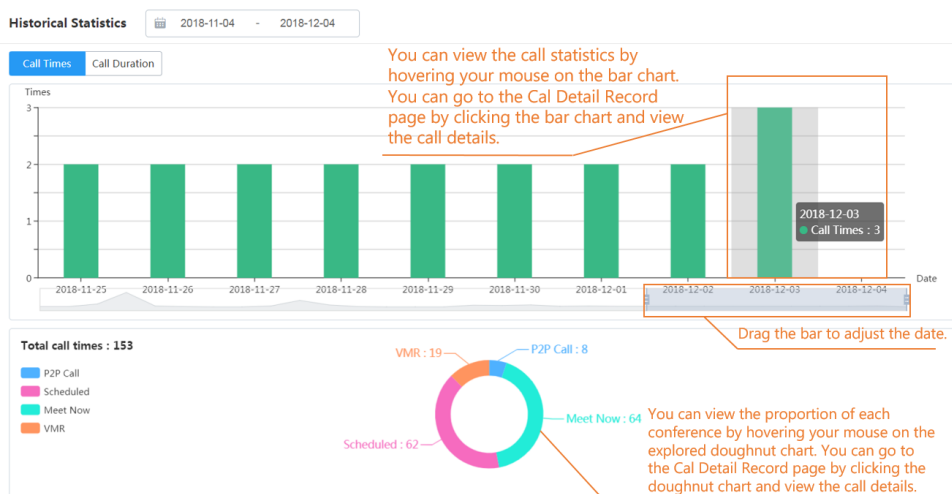 Historical Statistics
2018-11-04 - 2018-12-04
Call Times Call Duration
You can view the call statistics by
hovering your mouse on the bar chart.
You can go to the Cal Detail Record
page by clicking the bar chart and view
the call details.
Times
3
2
1
0
2018-12-03
Call Times : 3
2018-11-25 2018-11-26 2018-11-27 2018-11-28 2018-11-29 2018-11-30 2018-12-01 2018-12-02 2018-12-03 2018-12-04
Date
Drag the bar to adjust the date.
Total call times : 153
P2P Call
Scheduled
Meet Now
VMR
VMR : 19
P2P Call : 8
Meet Now : 64
Scheduled : 62
You can view the proportion of each
conference by hovering your mouse on the
explored doughnut chart. You can go to
the Cal Detail Record page by clicking the
doughnut chart and view the call details.